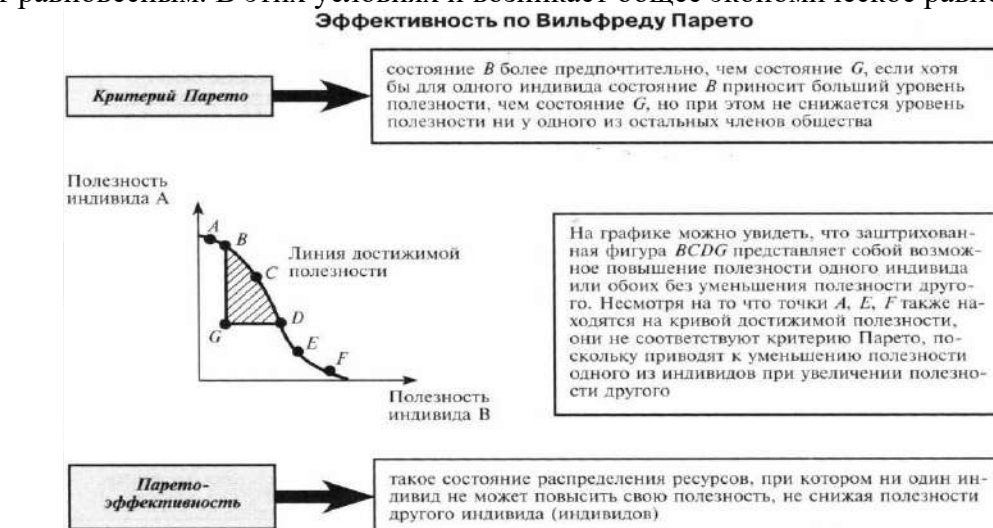 равновесным. В этих условиях и возникает общее экономическое
Эффективность по Вильфреду Парето
Критерий Парето
состояние B более предпочтительно, чем состояние G, если хотя
бы для одного индивида состояние B приносит больший уровень
полезности, чем состояние G, но при этом не снижается уровень
полезности ни у одного из остальных членов общества
Полезность
индивида А
A
B
Линия достижимой
C
полезности
D
G
E
F
Полезность
индивида В
На графике можно увидеть, что заштрихован-
ная фигура BCDG представляет собой возмож-
ное повышение полезности одного индивида
или обоих без уменьшения полезности друго-
го. Несмотря на то что точки A, E, F также на-
ходятся на кривой достижимой полезности,
они не соответствуют критерию Парето, по-
скольку приводят к уменьшению полезности
одного из индивидов при увеличении полезно-
сти другого
Парето-
эффективность
такое состояние распределения ресурсов, при котором ни один ин-
дивид не может повысить свою полезность, не снижая полезности
другого индивида (индивидов)